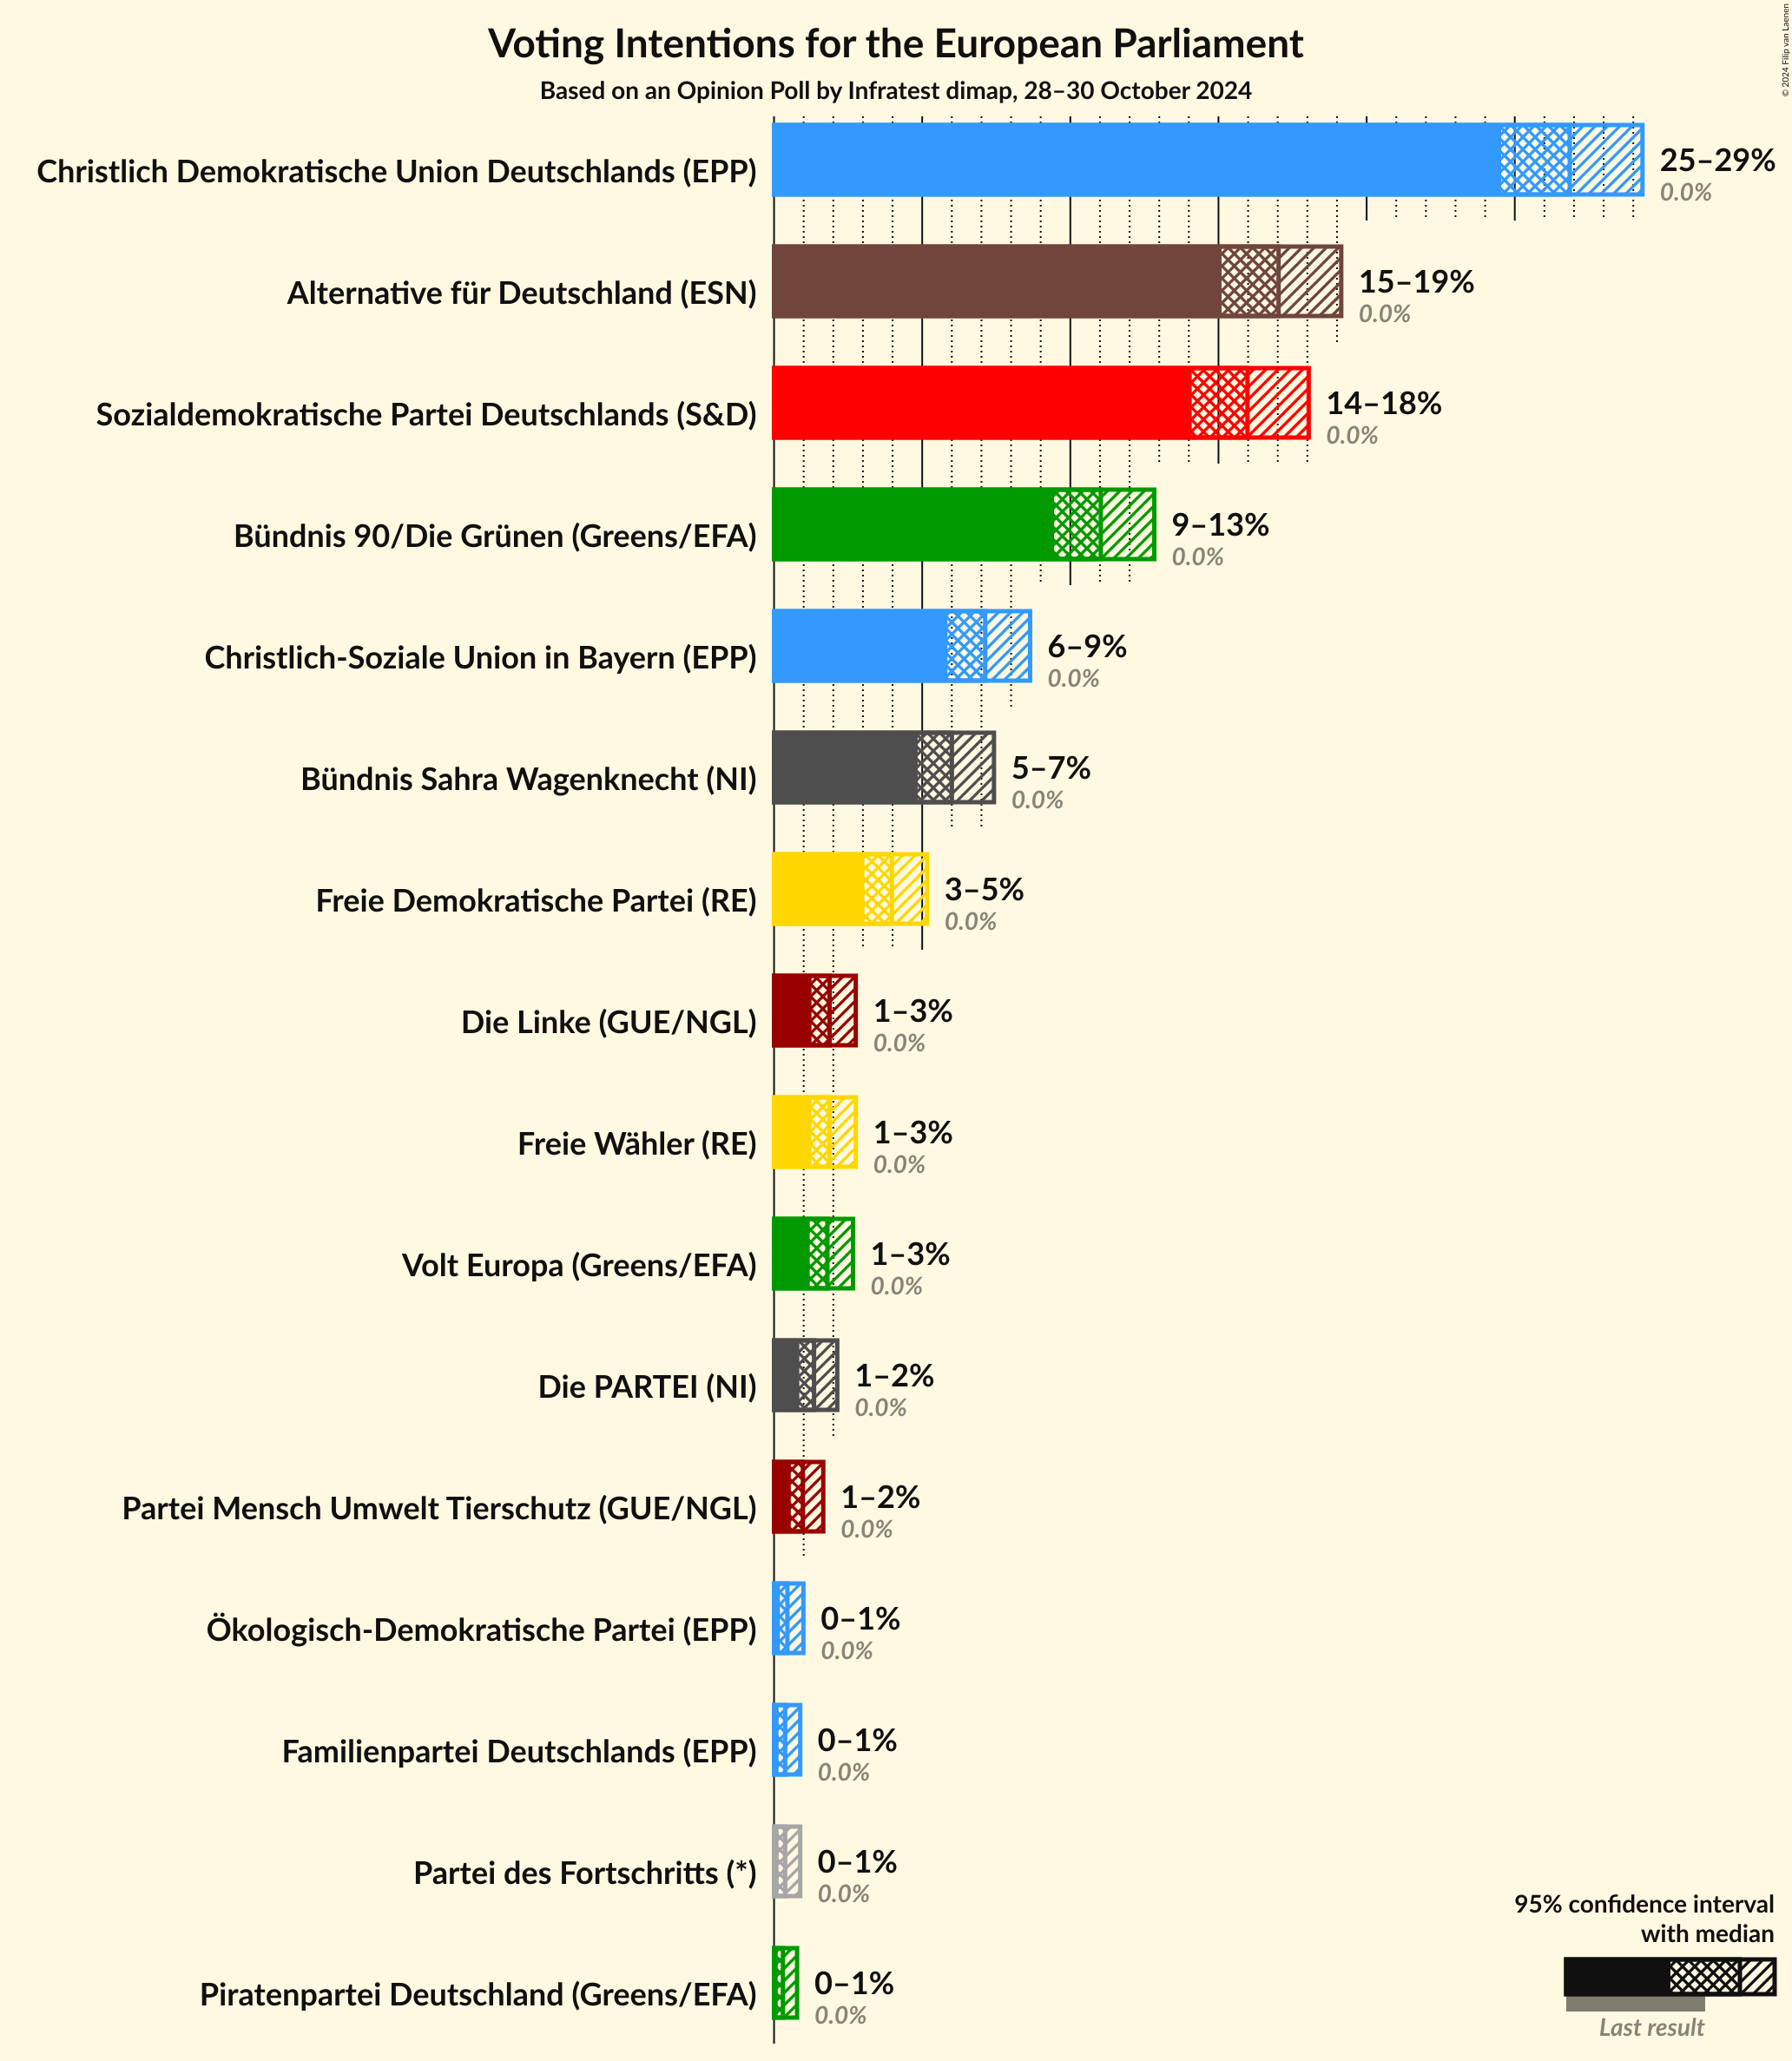 Voting Intentions for the European Parliament
Based on an Opinion Poll by Infratest dimap, 28–30 October 2024
© 2024 Filip van Laenen
Christlich Demokratische Union Deutschlands (EPP)
25–29%
0.0%
Alternative für Deutschland (ESN)
15–19%
0.0%
Sozialdemokratische Partei Deutschlands (S&D)
14–18%
0.0%
Bündnis 90/Die Grünen (Greens/EFA)
9–13%
0.0%
Christlich-Soziale Union in Bayern (EPP)
6–9%
0.0%
Bündnis Sahra Wagenknecht (NI)
5–7%
0.0%
Freie Demokratische Partei (RE)
3–5%
0.0%
Die Linke (GUE/NGL)
1–3%
0.0%
Freie Wähler (RE)
1–3%
0.0%
Volt Europa (Greens/EFA)
1–3%
0.0%
Die PARTEI (NI)
1–2%
0.0%
Partei Mensch Umwelt Tierschutz (GUE/NGL)
1–2%
0.0%
Ökologisch-Demokratische Partei (EPP)
0–1%
0.0%
Familienpartei Deutschlands (EPP)
0–1%
0.0%
Partei des Fortschritts (*)
0–1%
0.0%
Piratenpartei Deutschland (Greens/EFA)
0–1%
0.0%
95% confidence interval
with median
Last result